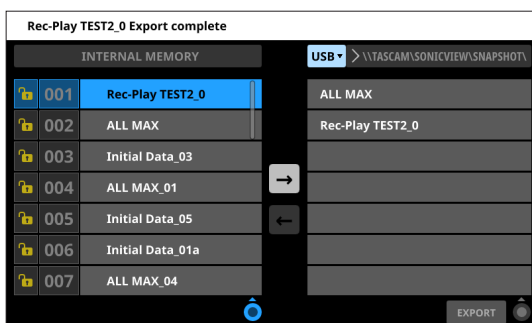 Rec-Play TEST2_0 Export complete
INTERNAL MEMORY
USB \\TASCAM\SONICVIEW\SNAPSHOT\
001 Rec-Play TEST2_0
002 ALL MAX
003 Initial Data_03
004 ALL MAX_01
005 Initial Data_05
006 Initial Data_01a
007 ALL MAX_04
ALL MAX
Rec-Play TEST2_0
→
←
EXPORT